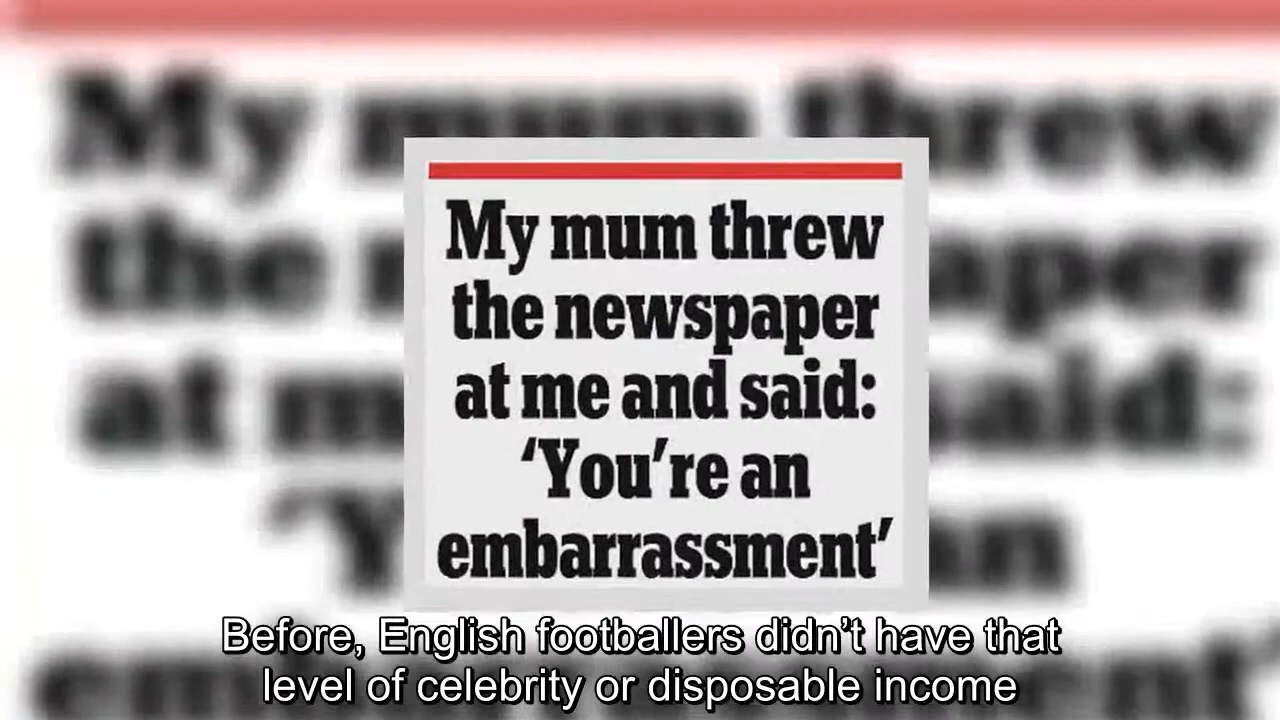 My mum threw
the newspaper
at me and said:
‘You’re an
embarrassment’
Before, English footballers didn’t have that
level of celebrity or disposable income